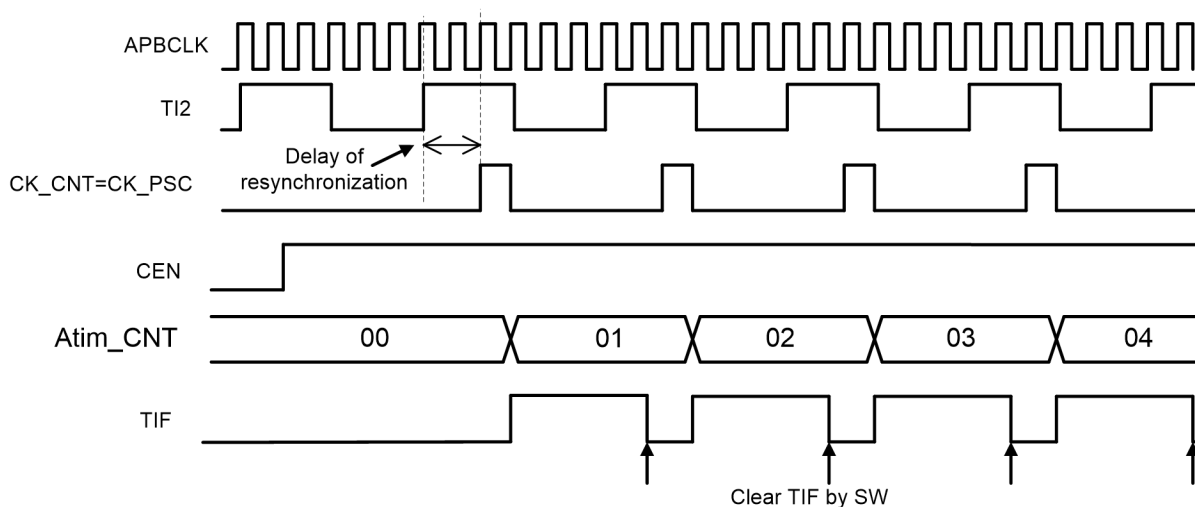 APBCLK
TI2
Delay of
resynchronization
CK_CNT=CK_PSC
CEN
Atim_CNT
00
01
02
03
04
TIF
Clear TIF by SW